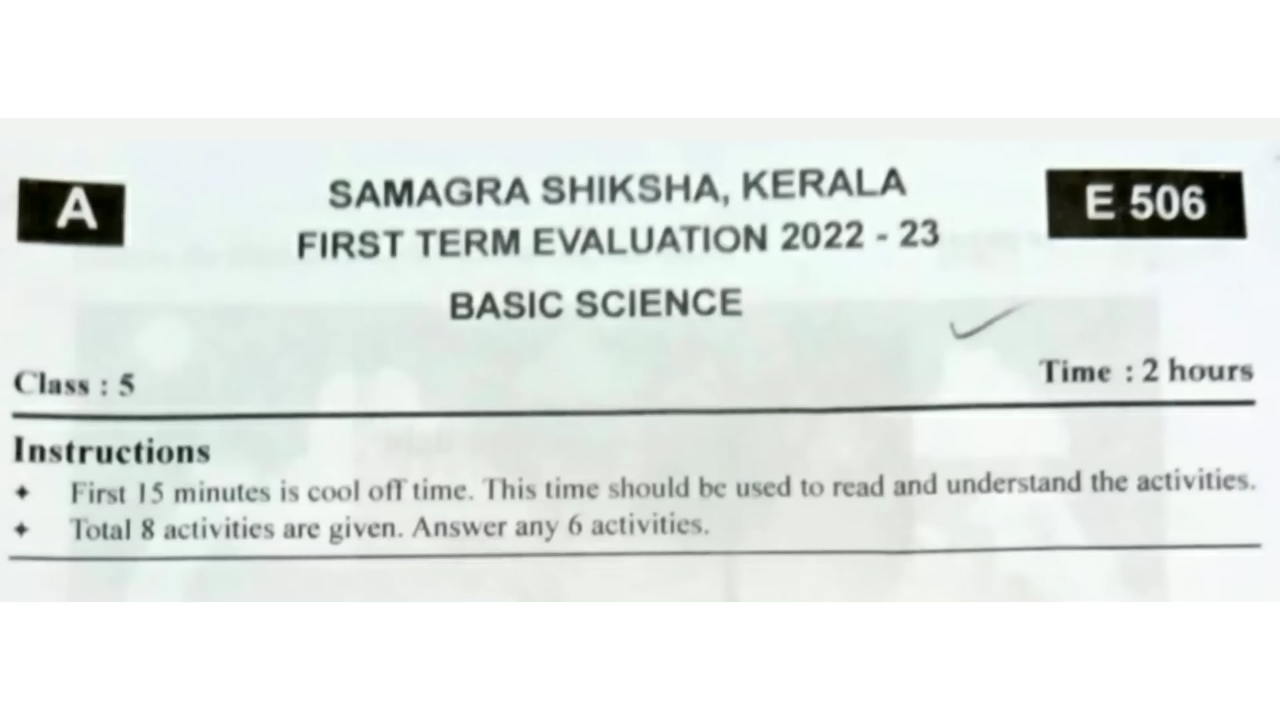 A
SAMAGRA SHIKSHA, KERALA
E 506
FIRST TERM EVALUATION 2022 - 23
BASIC SCIENCE
Class : 5
Time : 2 hours
Instructions
✦ First 15 minutes is cool off time. This time should be used to read and understand the activities.
✦ Total 8 activities are given. Answer any 6 activities.